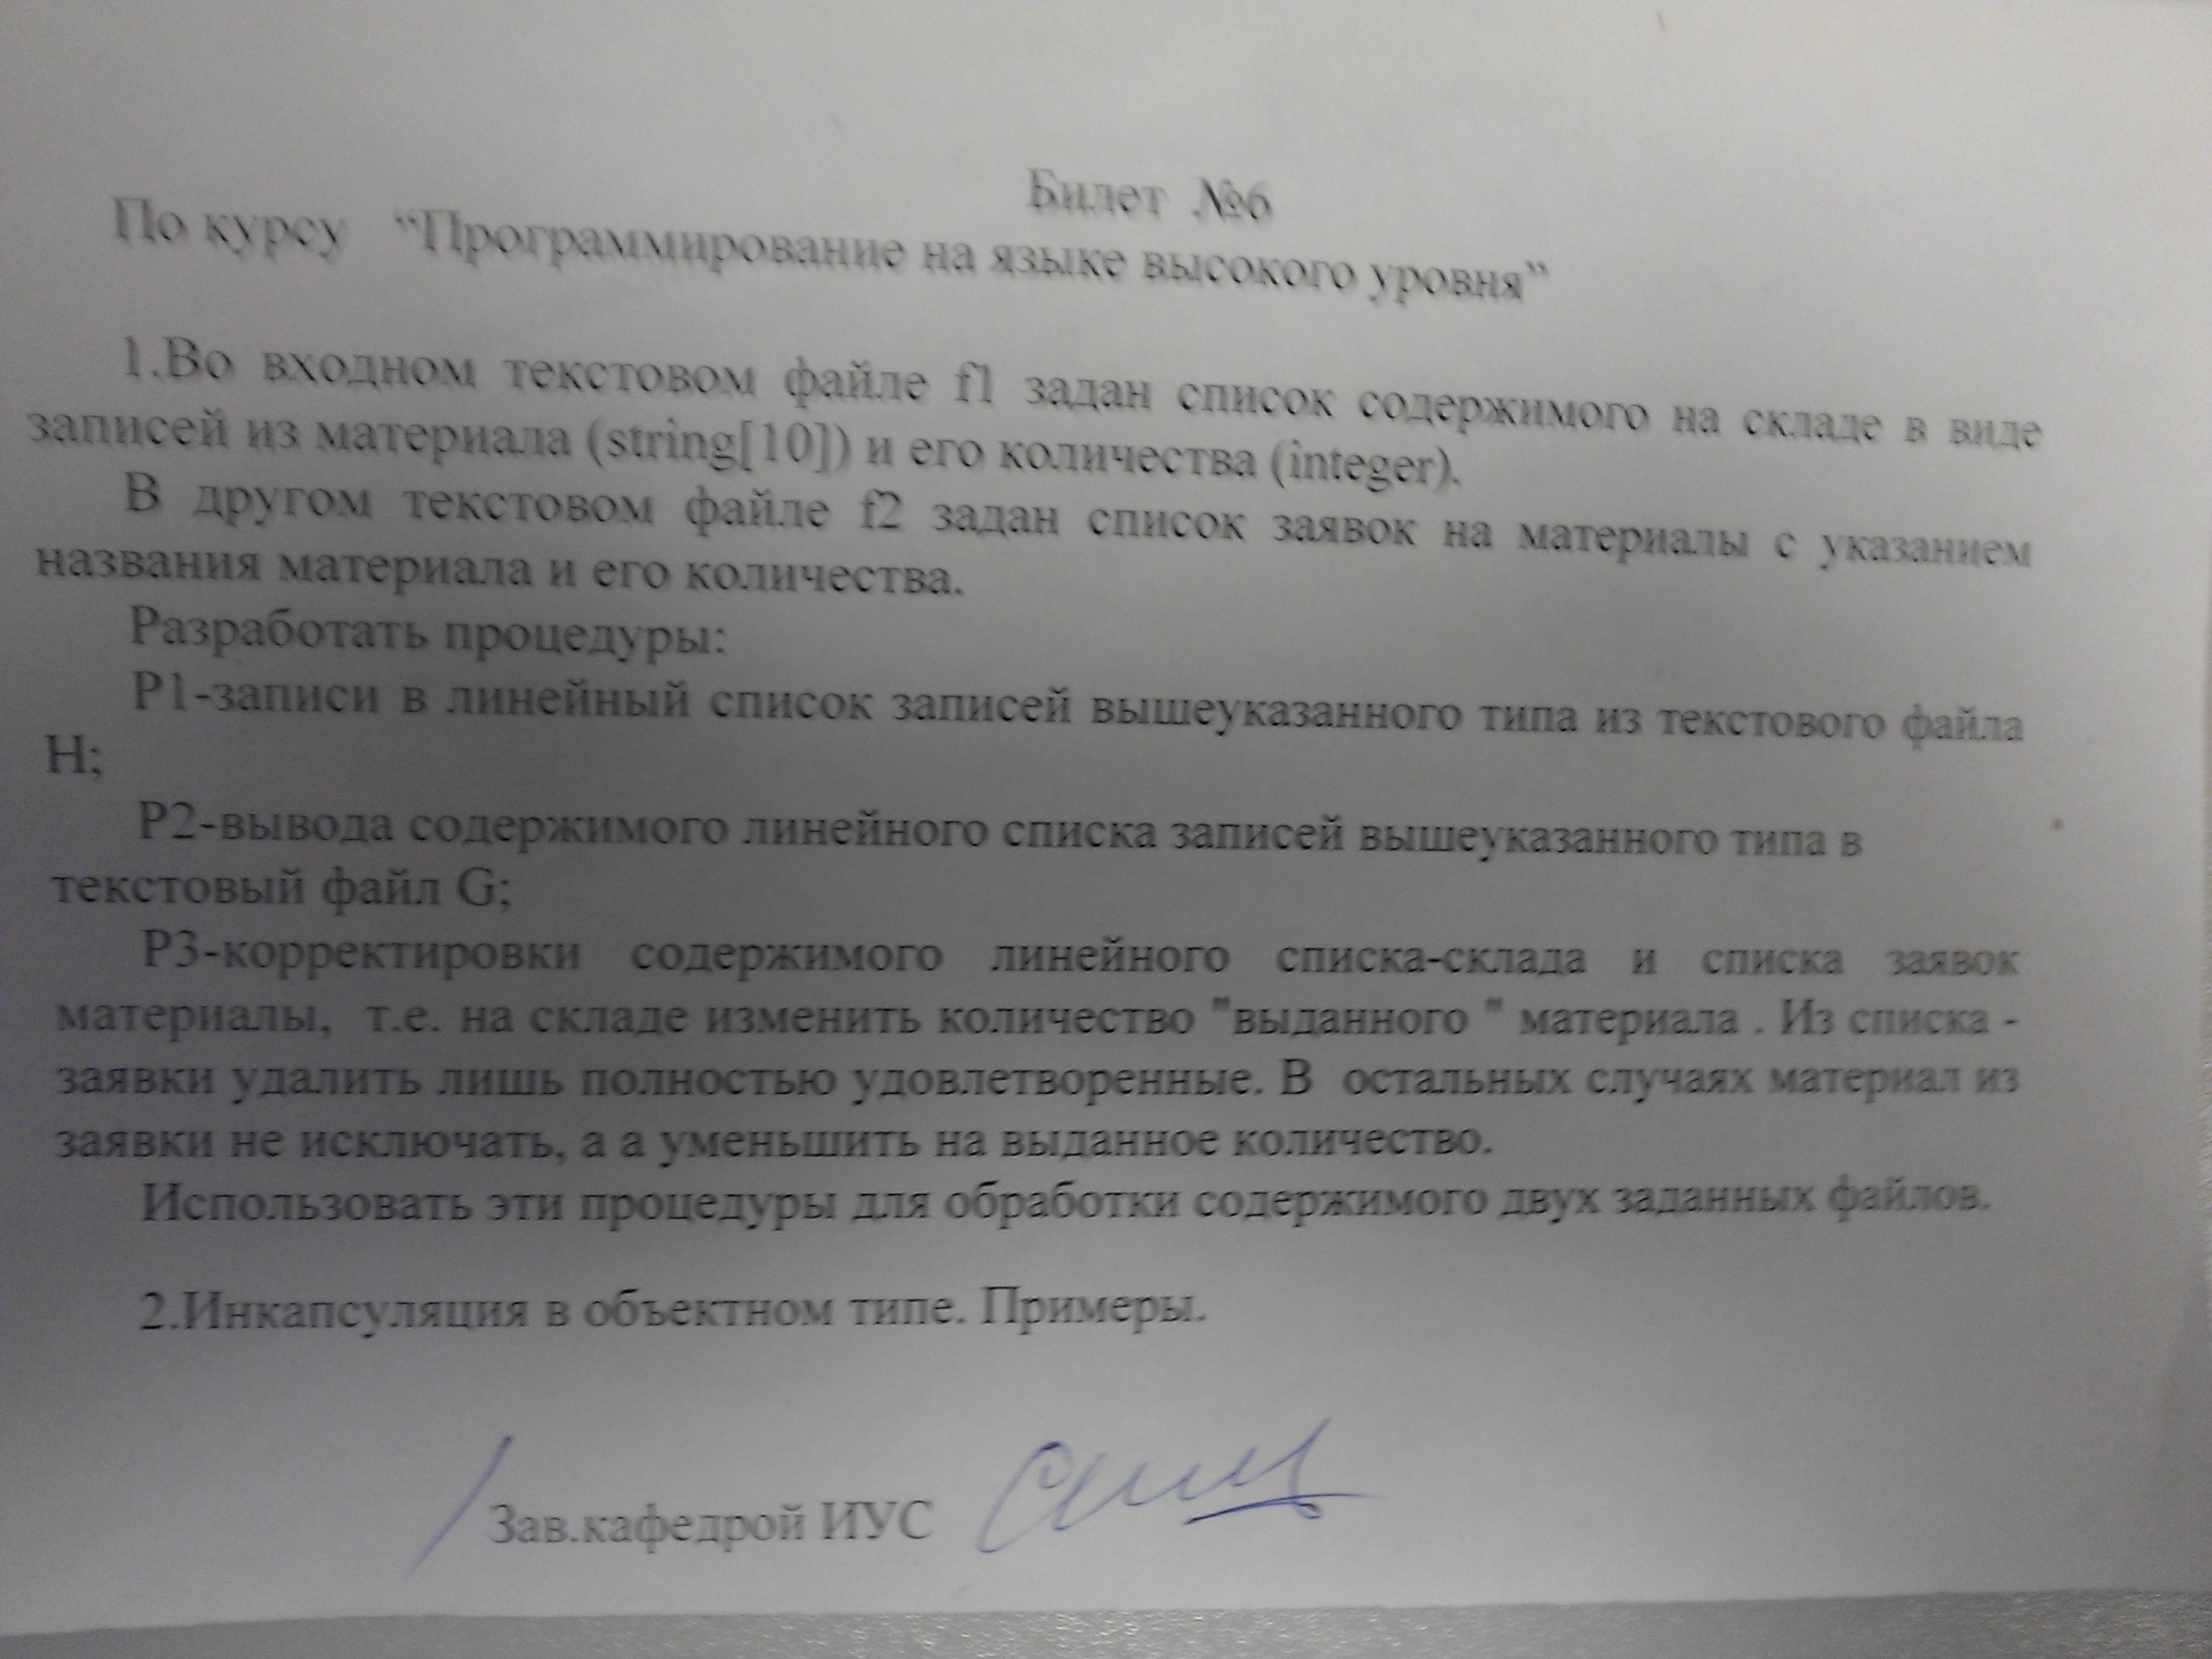 Билет №6
По курсу “Программирование на языке высокого уровня”
1.Во входном текстовом файле f1 задан список содержимого на складе в виде
записей из материала (string[10]) и его количества (integer).
В другом текстовом файле f2 задан список заявок на материалы с указанием
названия материала и его количества.
Разработать процедуры:
P1-записи в линейный список записей вышеуказанного типа из текстового файла
H;
P2-вывода содержимого линейного списка записей вышеуказанного типа в
текстовый файл G;
P3-корректировки содержимого линейного списка-склада и списка заявок
материалы, т.е. на складе изменить количество "выданного " материала . Из списка -
заявки удалить лишь полностью удовлетворенные. В остальных случаях материал из
заявки не исключать, а а уменьшить на выданное количество.
Использовать эти процедуры для обработки содержимого двух заданных файлов.
2.Инкапсуляция в объектном типе. Примеры.
Зав.кафедрой ИУС